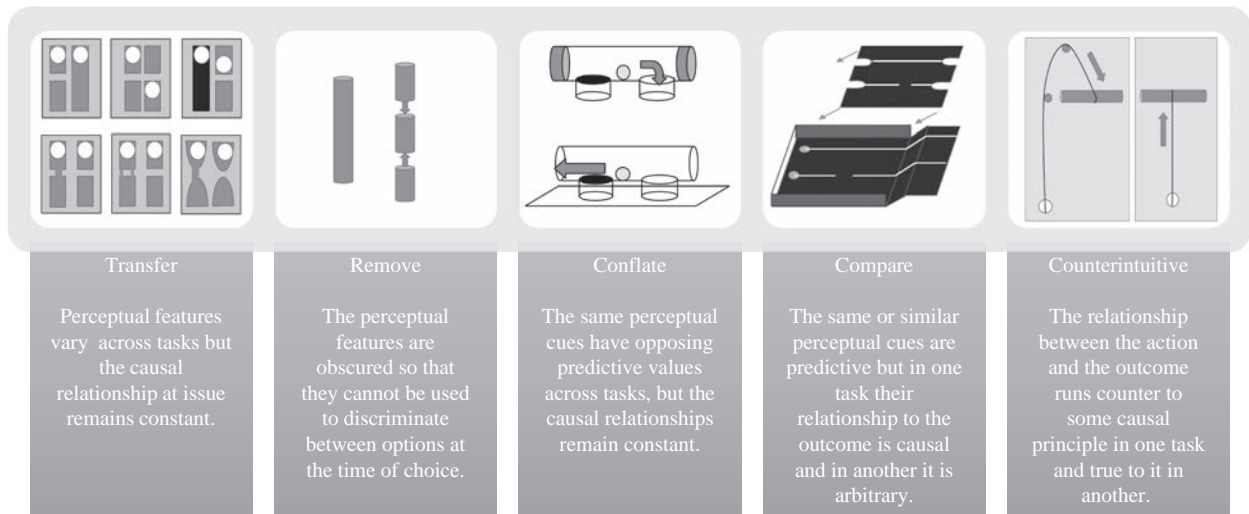 Transfer
Perceptual features
vary across tasks but
the causal
relationship at issue
remains constant.
Remove
The perceptual
features are
obscured so that
they cannot be used
to discriminate
between options at
the time of choice.
Conflate
The same perceptual
cues have opposing
predictive values
across tasks, but the
causal relationships
remain constant.
Compare
The same or similar
perceptual cues are
predictive but in one
task their
relationship to the
outcome is causal
and in another it is
arbitrary.
Counterintuitive
The relationship
between the action
and the outcome
runs counter to
some causal
principle in one task
and true to it in
another.